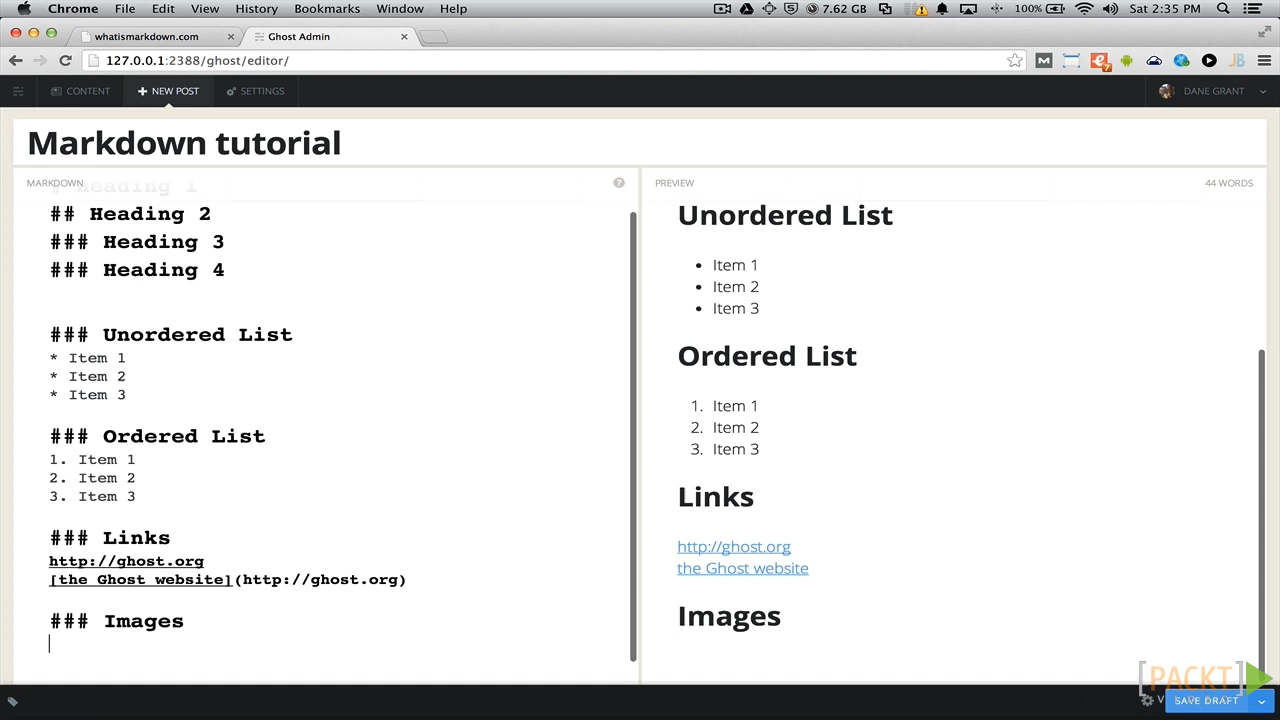 File Edit View History Bookmarks Window Help 7.62 GB 100% Sat 2:35 PM
whatismarkdown.com Ghost Admin
127.0.0.1:2388/ghost/editor/
CONTENT + NEW POST SETTINGS DANE GRANT
Markdown tutorial
MARKDOWN
# Heading 1
## Heading 2
### Heading 3
### Heading 4
### Unordered List
* Item 1
* Item 2
* Item 3
### Ordered List
1. Item 1
2. Item 2
3. Item 3
### Links
http://ghost.org
[the Ghost website](http://ghost.org)
### Images
PREVIEW 44 WORDS
Unordered List
• Item 1
• Item 2
• Item 3
Ordered List
1. Item 1
2. Item 2
3. Item 3
Links
http://ghost.org
the Ghost website
Images
[PACKT]
SAVE DRAFT